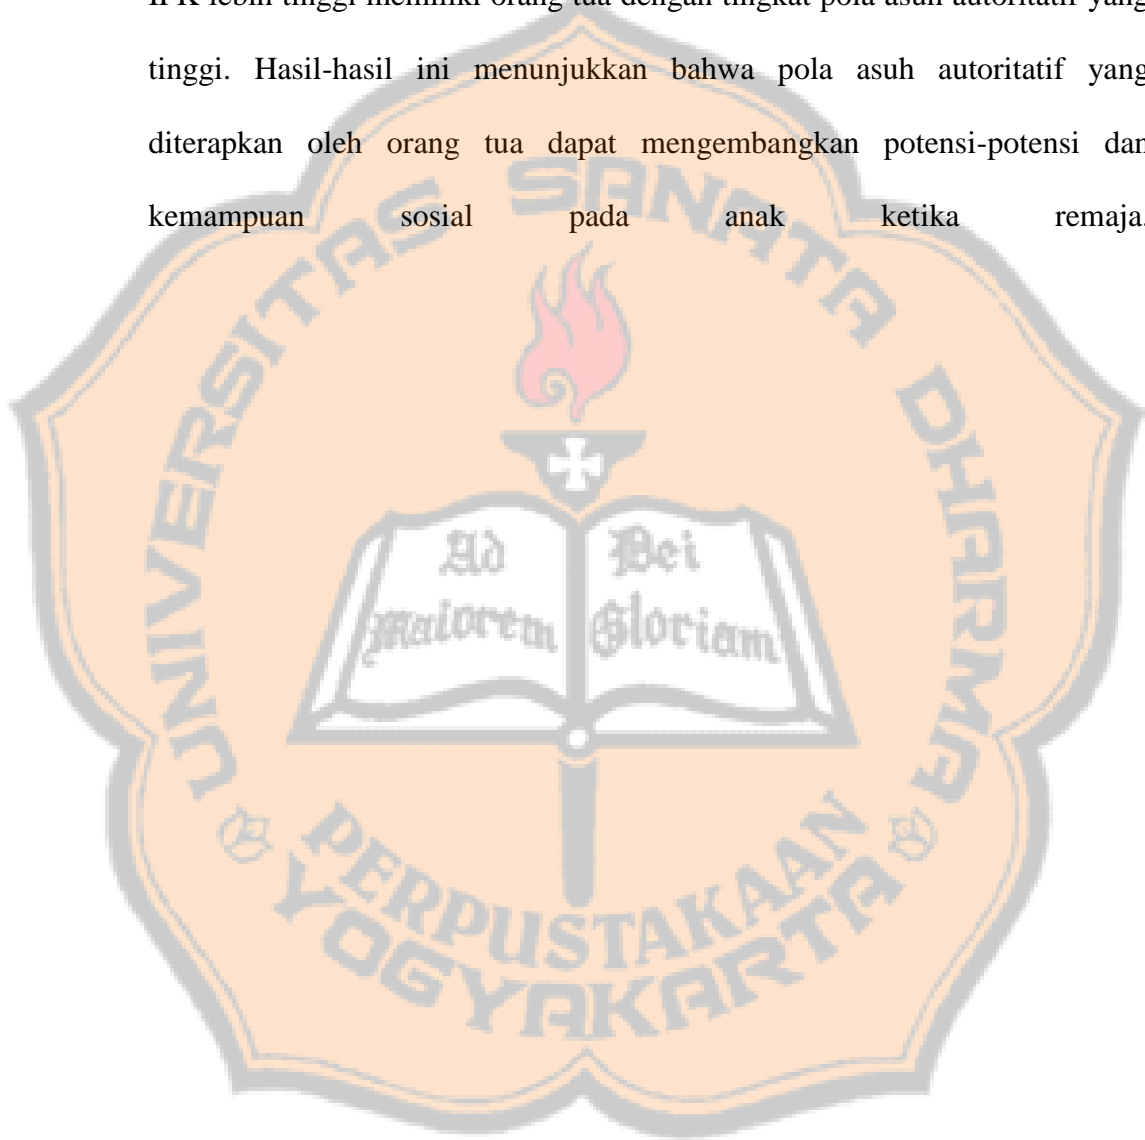 IPK lebih tinggi memiliki orang tua dengan tingkat pola asuh autoritatif yang
tinggi. Hasil-hasil ini menunjukkan bahwa pola asuh autoritatif yang
diterapkan oleh orang tua dapat mengembangkan potensi-potensi dan
kemampuan sosial pada anak ketika remaja.
UNIVERSITAS SANATA DHARMA
Ad Dei
Maiorem Gloriam
PERPUSTAKAAN
YOGYAKARTA